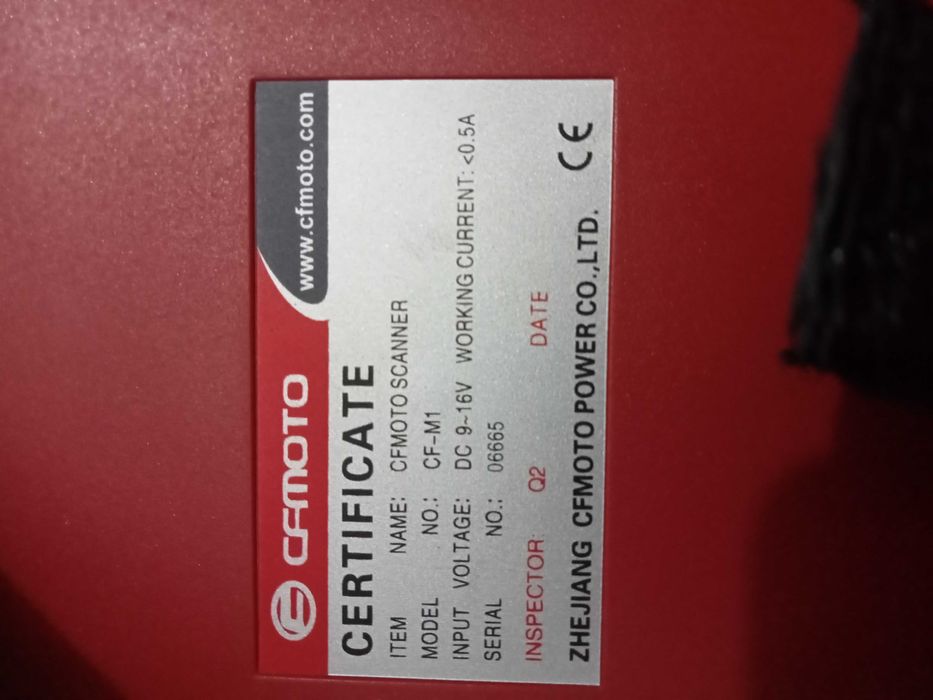 CFMOTO
www.cfmoto.com
CERTIFICATE
ITEM NAME: CFMOTO SCANNER
MODEL NO.: CF-M1
INPUT VOLTAGE: DC 9~16V WORKING CURRENT: <0.5A
SERIAL NO.: 06665
INSPECTOR: Q2 DATE
ZHEJIANG CFMOTO POWER CO.,LTD. CE